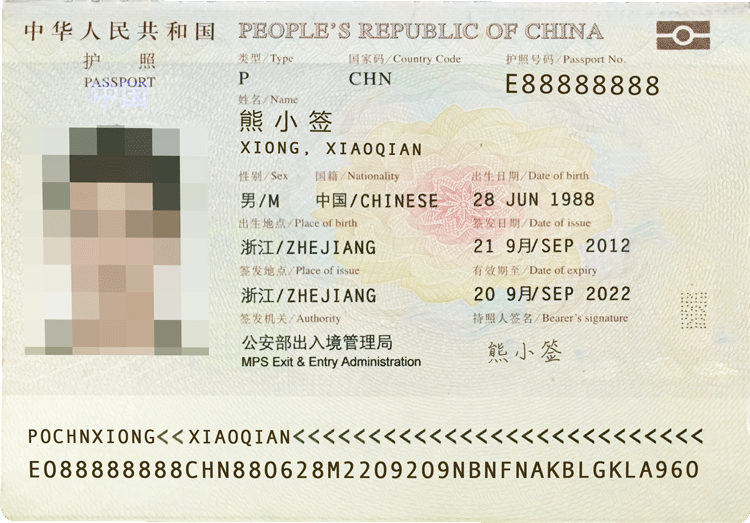 中华人民共和国 PEOPLE'S REPUBLIC OF CHINA
护照
PASSPORT
类型/Type 国家码/Country Code 护照号码/Passport No.
P CHN E88888888
姓名/Name
熊小签
XIONG, XIAOQIAN
性别/Sex 国籍/Nationality 出生日期/Date of birth
男/M 中国/CHINESE 28 JUN 1988
出生地点/Place of birth 签发日期/Date of issue
浙江/ZHEJIANG 21 9月/SEP 2012
签发地点/Place of issue 有效期至/Date of expiry
浙江/ZHEJIANG 20 9月/SEP 2022
签发机关/Authority 持照人签名/Bearer's signature
公安部出入境管理局 熊小签
MPS Exit & Entry Administration
POCHNXIONG<<XIAOQIAN<<<<<<<<<<<<<<<<<<<<<<<<<<<<
E088888888CHN880628M2209209NBNFNAKBLGKLA960